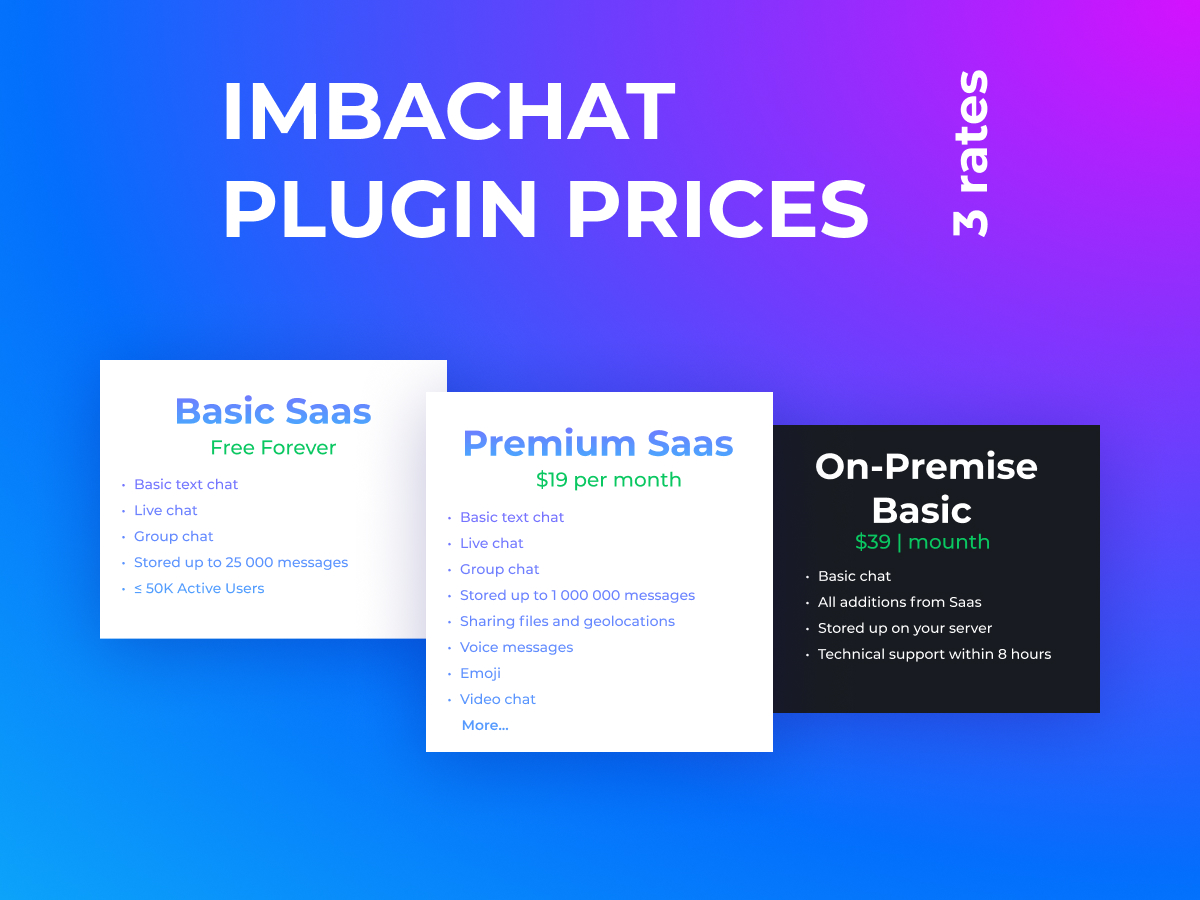 IMBACHAT
PLUGIN PRICES
3 rates
Basic Saas
Free Forever
• Basic text chat
• Live chat
• Group chat
• Stored up to 25 000 messages
• ≤ 50K Active Users
Premium Saas
$19 per month
• Basic text chat
• Live chat
• Group chat
• Stored up to 1 000 000 messages
• Sharing files and geolocations
• Voice messages
• Emoji
• Video chat
More...
On-Premise
Basic
$39 | mounth
• Basic chat
• All additions from Saas
• Stored up on your server
• Technical support within 8 hours